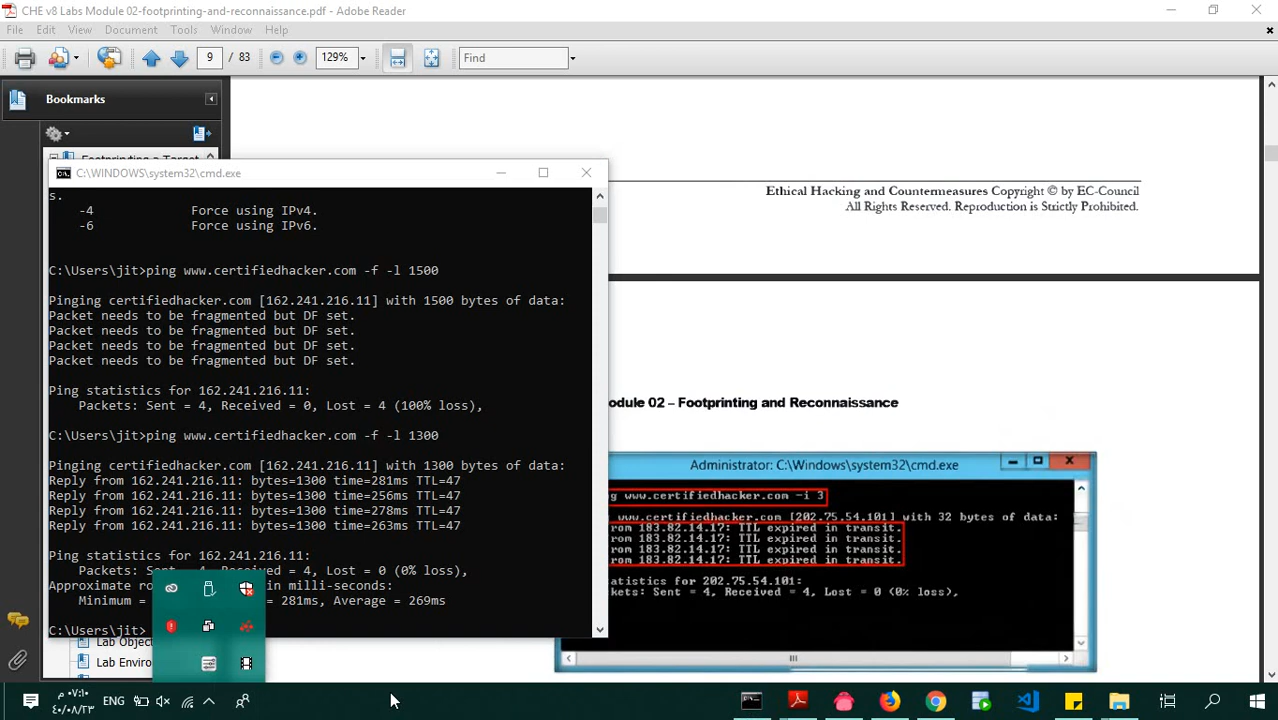 CHE v8 Labs Module 02-footprinting-and-reconnaissance.pdf - Adobe Reader
File Edit View Document Tools Window Help
9 / 83 129% Find
Bookmarks
C:\WINDOWS\system32\cmd.exe
s.
-4 Force using IPv4.
-6 Force using IPv6.
C:\Users\jit>ping www.certifiedhacker.com -f -l 1500
Pinging certifiedhacker.com [162.241.216.11] with 1500 bytes of data:
Packet needs to be fragmented but DF set.
Packet needs to be fragmented but DF set.
Packet needs to be fragmented but DF set.
Packet needs to be fragmented but DF set.
Ping statistics for 162.241.216.11:
Packets: Sent = 4, Received = 0, Lost = 4 (100% loss),
C:\Users\jit>ping www.certifiedhacker.com -f -l 1300
Pinging certifiedhacker.com [162.241.216.11] with 1300 bytes of data:
Reply from 162.241.216.11: bytes=1300 time=281ms TTL=47
Reply from 162.241.216.11: bytes=1300 time=256ms TTL=47
Reply from 162.241.216.11: bytes=1300 time=278ms TTL=47
Reply from 162.241.216.11: bytes=1300 time=263ms TTL=47
Ping statistics for 162.241.216.11:
Packets: = 4, Received = 4, Lost = 0 (0% loss),
Approximate in milli-seconds:
Minimum = = 281ms, Average = 269ms
C:\Users\jit>
Lab Objec
Lab Enviro
Ethical Hacking and Countermeasures Copyright © by EC-Council
All Rights Reserved. Reproduction is Strictly Prohibited.
odule 02 – Footprinting and Reconnaissance
Administrator: C:\Windows\system32\cmd.exe
g www.certifiedhacker.com -i 3
www.certifiedhacker.com [202.75.54.101] with 32 bytes of data:
rom 183.82.14.17: TTL expired in transit.
rom 183.82.14.17: TTL expired in transit.
rom 183.82.14.17: TTL expired in transit.
rom 183.82.14.17: TTL expired in transit.
tatistics for 202.75.54.101:
kets: Sent = 4, Received = 4, Lost = 0 (0% loss),
ENG